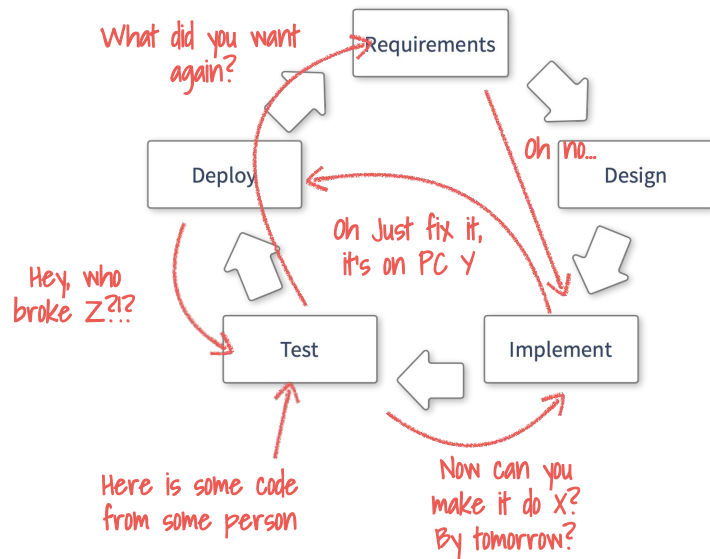 What did you want
again?
Requirements
Oh no...
Deploy
Design
Oh Just fix it,
it's on PC Y
Hey, who
broke Z?!?
Test
Implement
Here is some code
from some person
Now can you
make it do X?
By tomorrow?